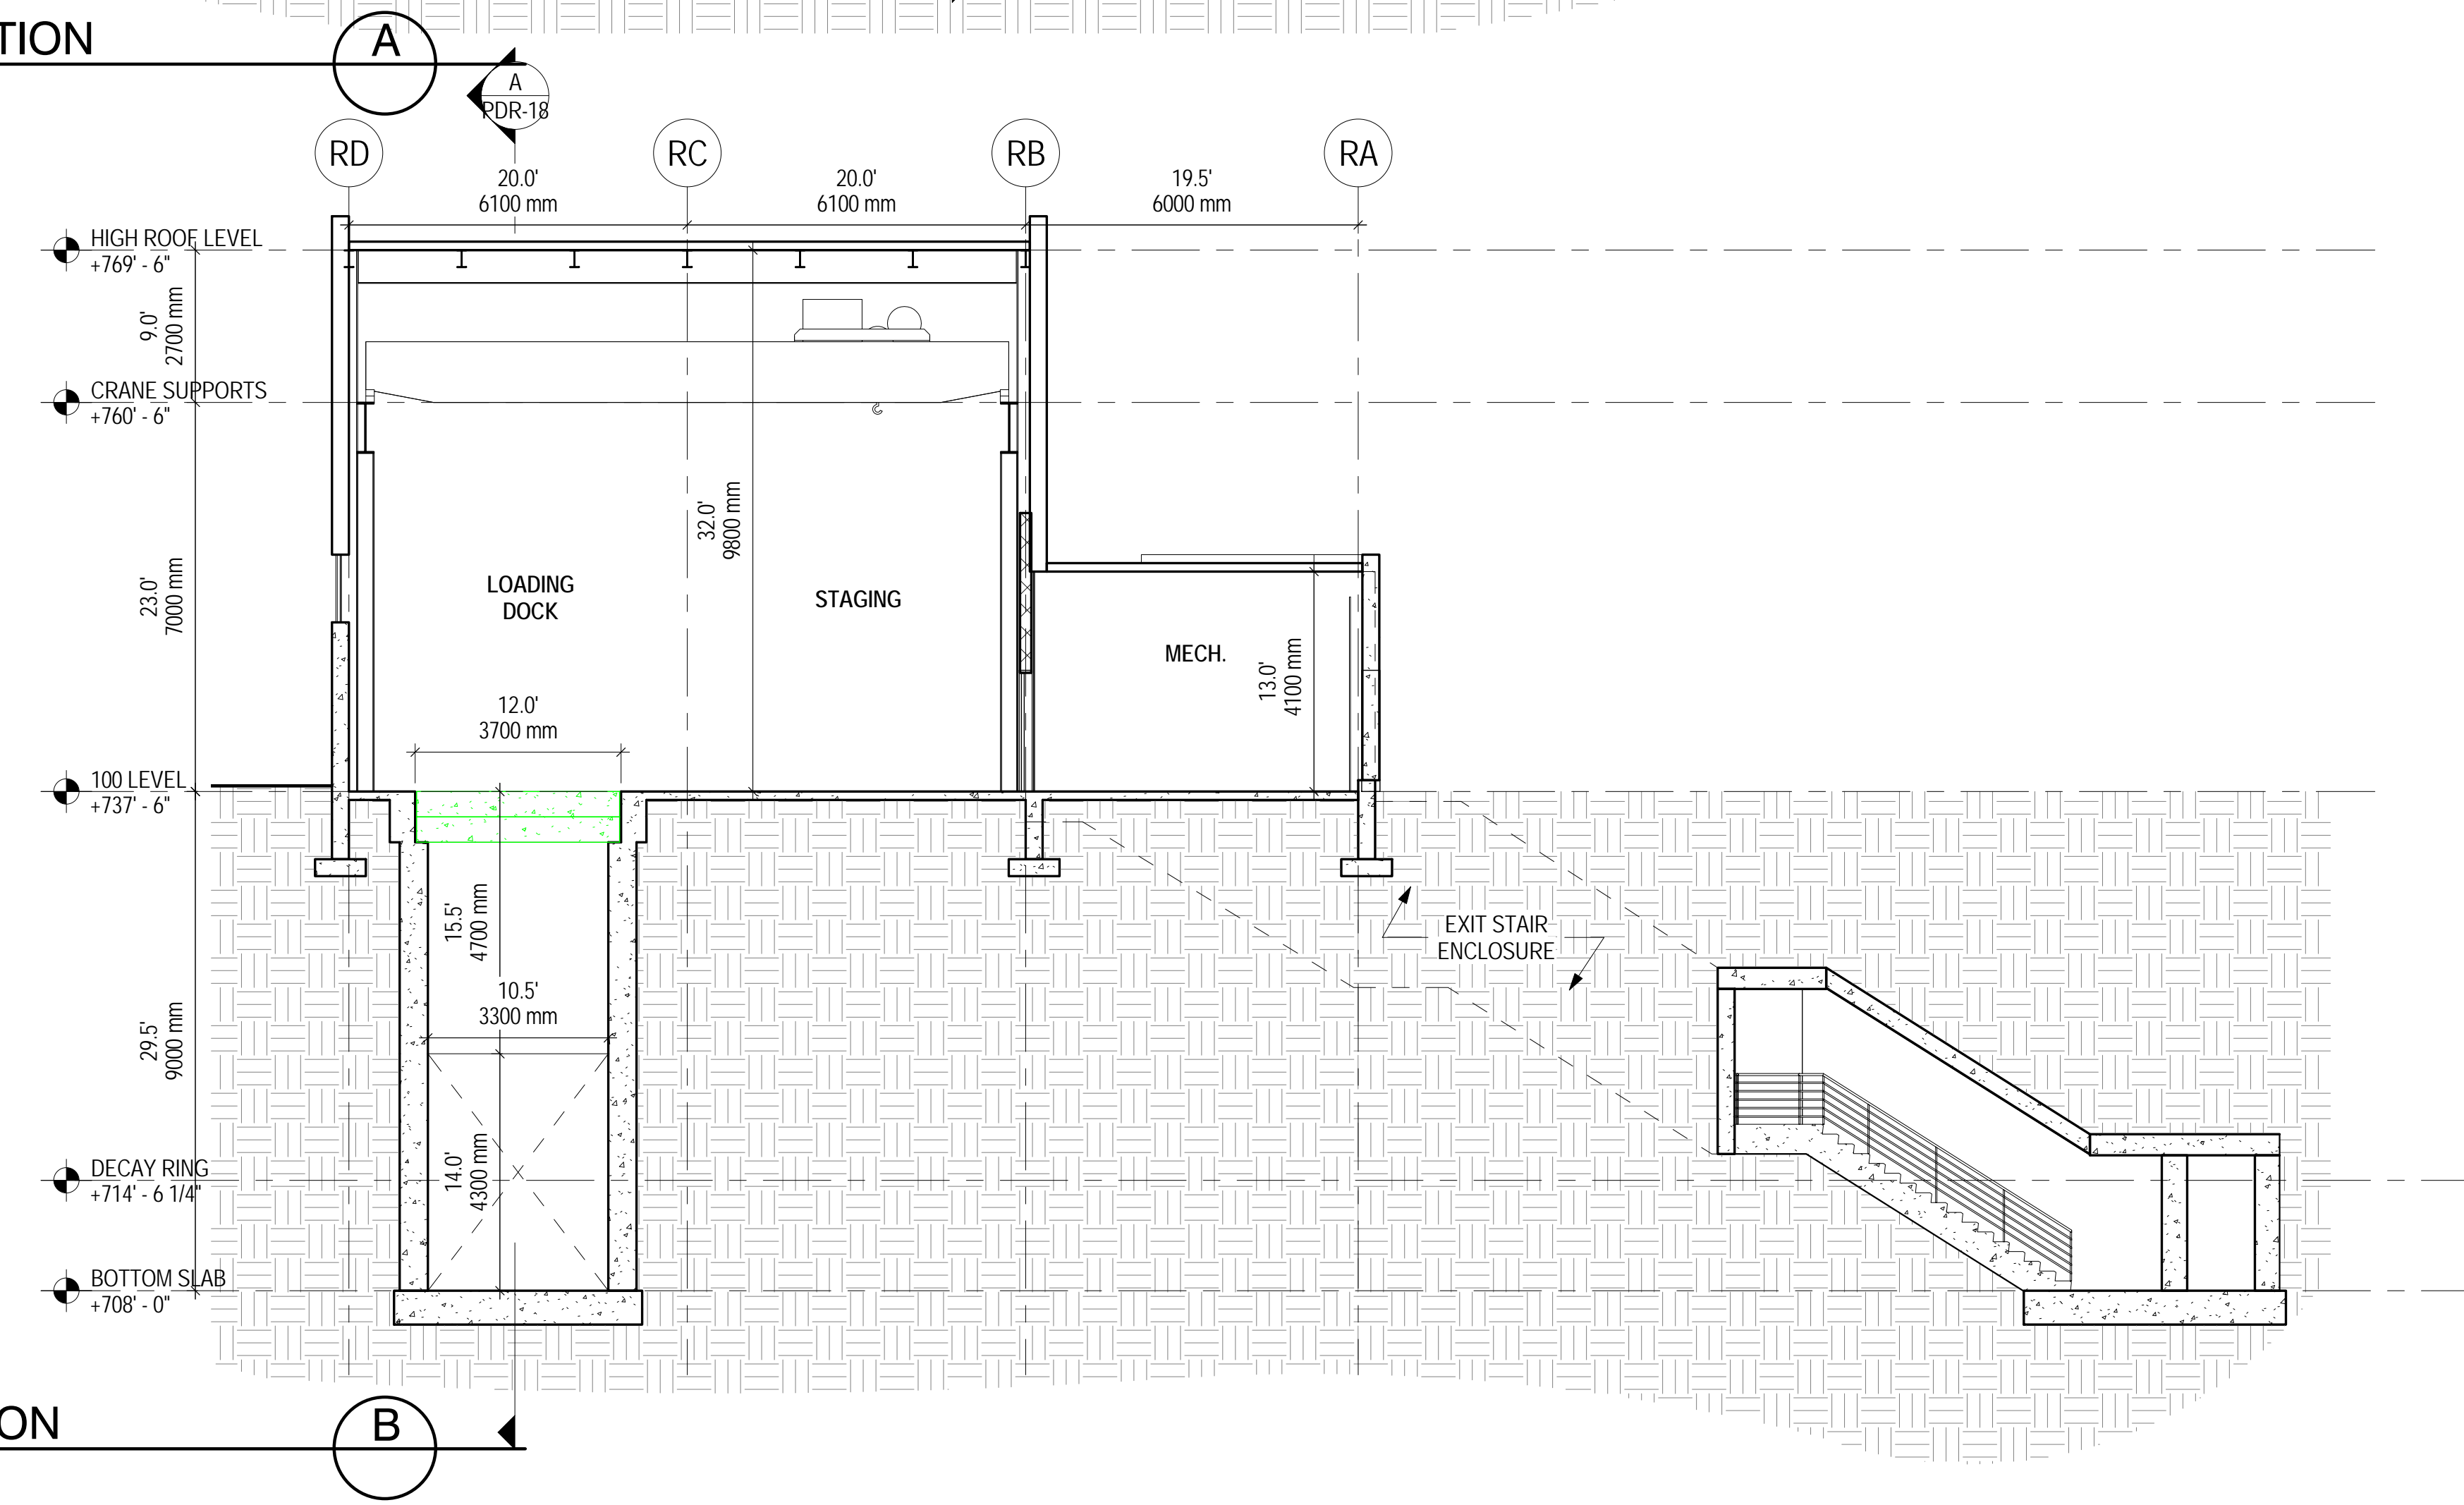 TION
A
A
PDR-18
RD
RC
RB
RA
20.0'
6100 mm
20.0'
6100 mm
19.5'
6000 mm
HIGH ROOF LEVEL
+769' - 6"
9.0'
2700 mm
CRANE SUPPORTS
+760' - 6"
32.0'
9800 mm
23.0'
7000 mm
LOADING
DOCK
STAGING
MECH.
13.0'
4100 mm
12.0'
3700 mm
100 LEVEL
+737' - 6"
15.5'
4700 mm
EXIT STAIR
ENCLOSURE
10.5'
3300 mm
29.5'
9000 mm
14.0'
4300 mm
DECAY RING
+714' - 6 1/4"
BOTTOM SLAB
+708' - 0"
ON
B